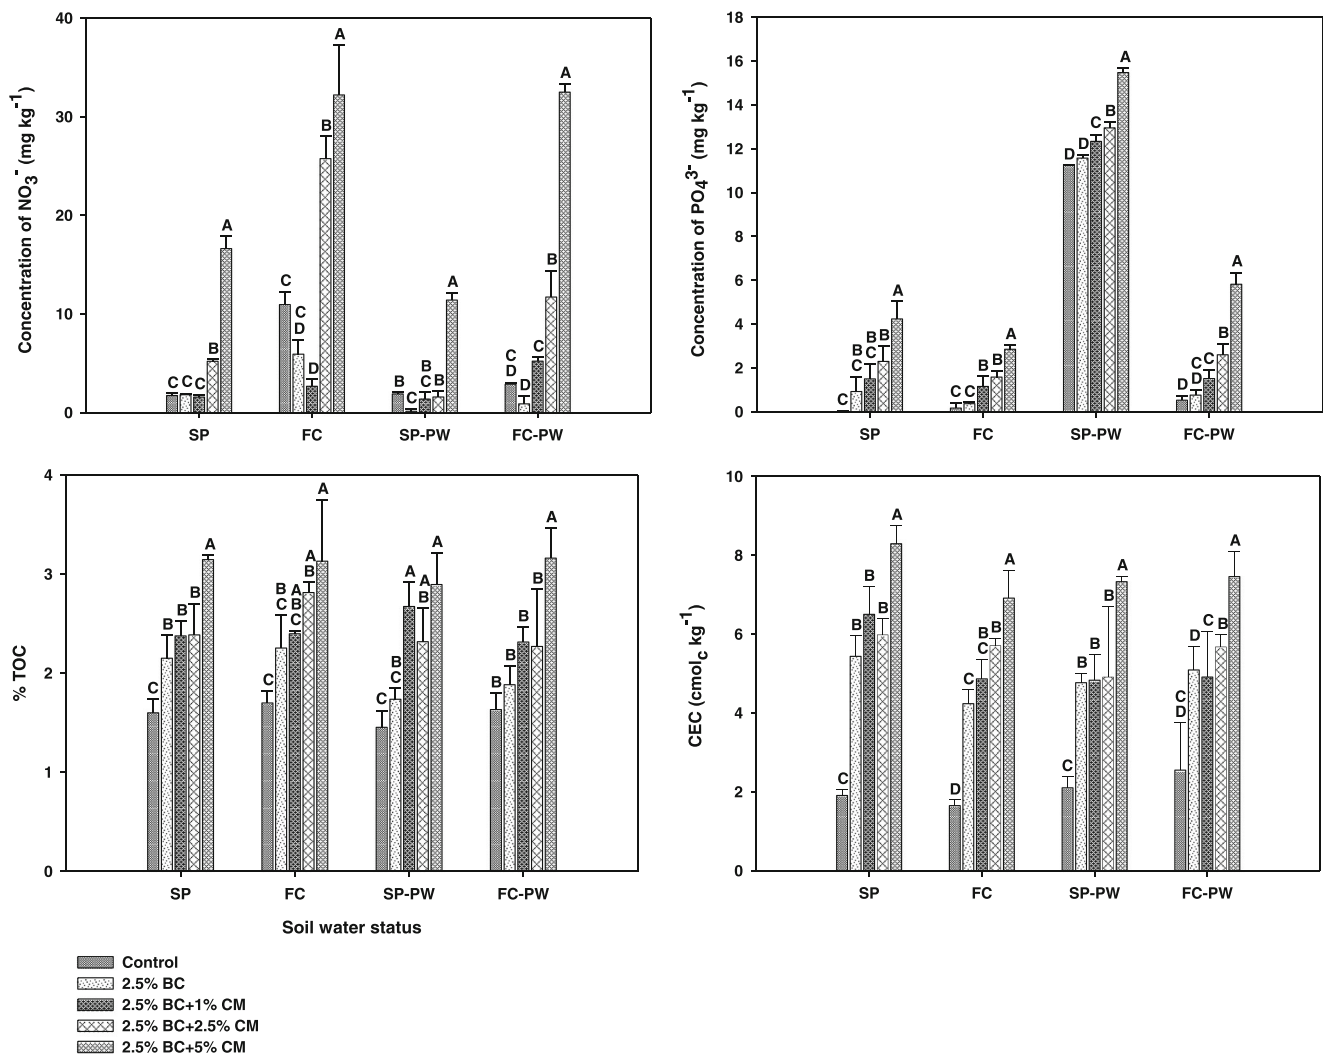 Concentration of NO3- (mg kg-1)
40
30
20
10
0
C C C B A
C C D D B A
B C B C B A
C D D C B A
SP FC SP-PW FC-PW
Concentration of PO43- (mg kg-1)
18
16
14
12
10
8
6
4
2
0
C B C B C B A
C C B B A
D D C B A
D C D C B A
SP FC SP-PW FC-PW
% TOC
4
3
2
1
0
C B B B A
C B C A B C A B A
C B C A A B A
B B B B A
SP FC SP-PW FC-PW
Soil water status
CEC (cmolc kg-1)
10
8
6
4
2
0
C B B B A
D C B C B A
C B B B A
C D D C B A
SP FC SP-PW FC-PW
Control
2.5% BC
2.5% BC+1% CM
2.5% BC+2.5% CM
2.5% BC+5% CM